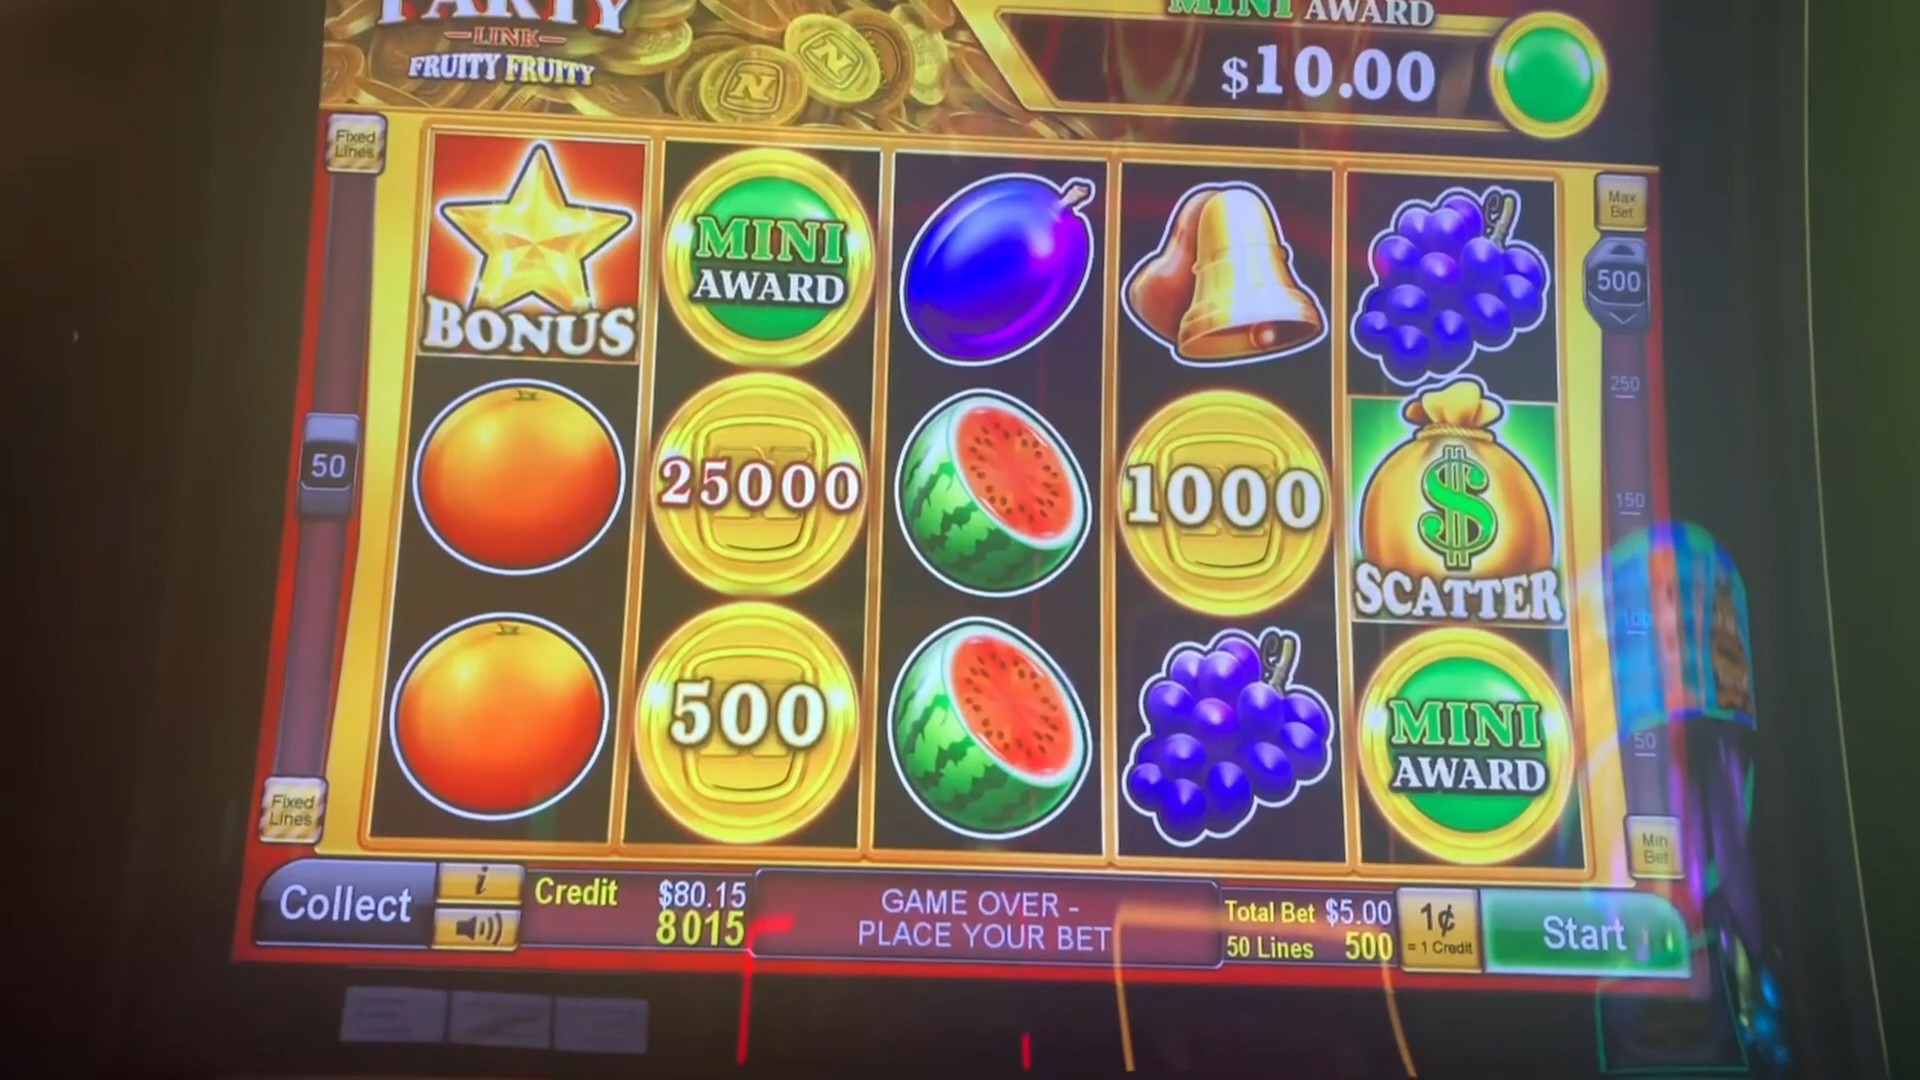 PARTY
LINK
FRUITY FRUITY
MINI AWARD
$10.00
Fixed
Lines
Max
Bet
BONUS
MINI
AWARD
500
250
50
25000
1000
$
SCATTER
150
100
500
MINI
AWARD
50
Fixed
Lines
Min
Bet
Collect
i
Credit $80.15
8015
GAME OVER -
PLACE YOUR BET
Total Bet $5.00
50 Lines 500
1¢
= 1 Credit
Start